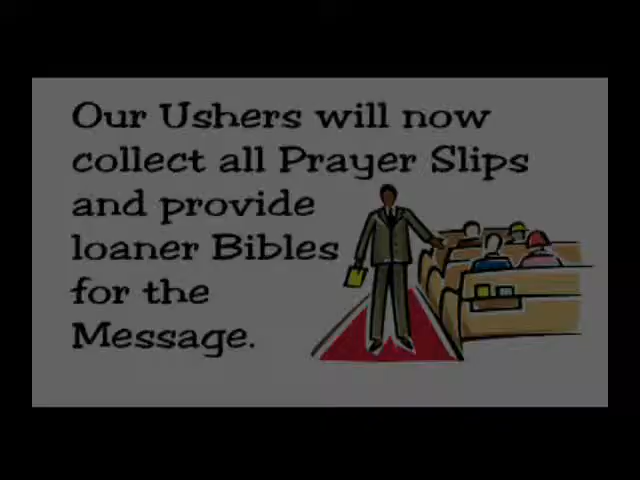 Our Ushers will now
collect all Prayer Slips
and provide
loaner Bibles
for the
Message.